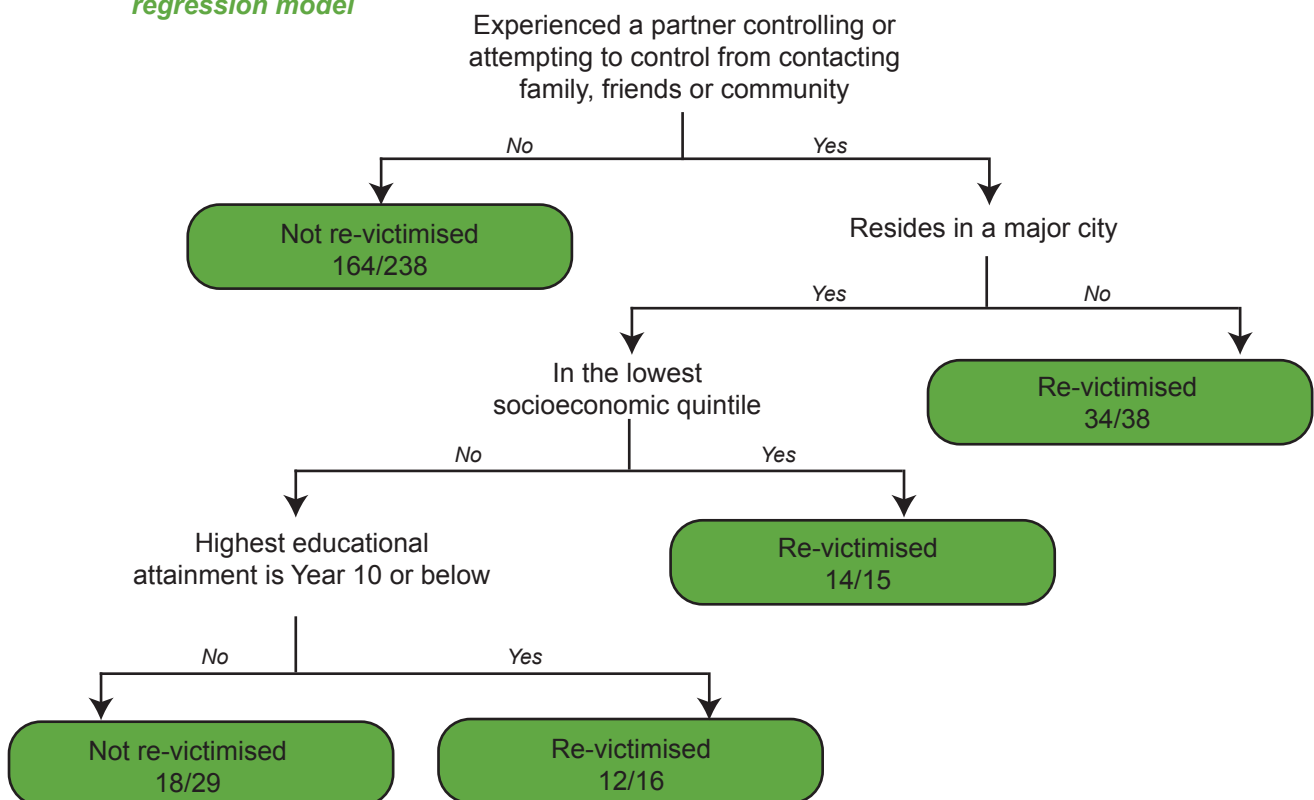 regression model
Experienced a partner controlling or
attempting to control from contacting
family, friends or community
No
Yes
Not re-victimised
164/238
Resides in a major city
Yes
No
In the lowest
socioeconomic quintile
Re-victimised
34/38
No
Yes
Highest educational
attainment is Year 10 or below
Re-victimised
14/15
No
Yes
Not re-victimised
18/29
Re-victimised
12/16